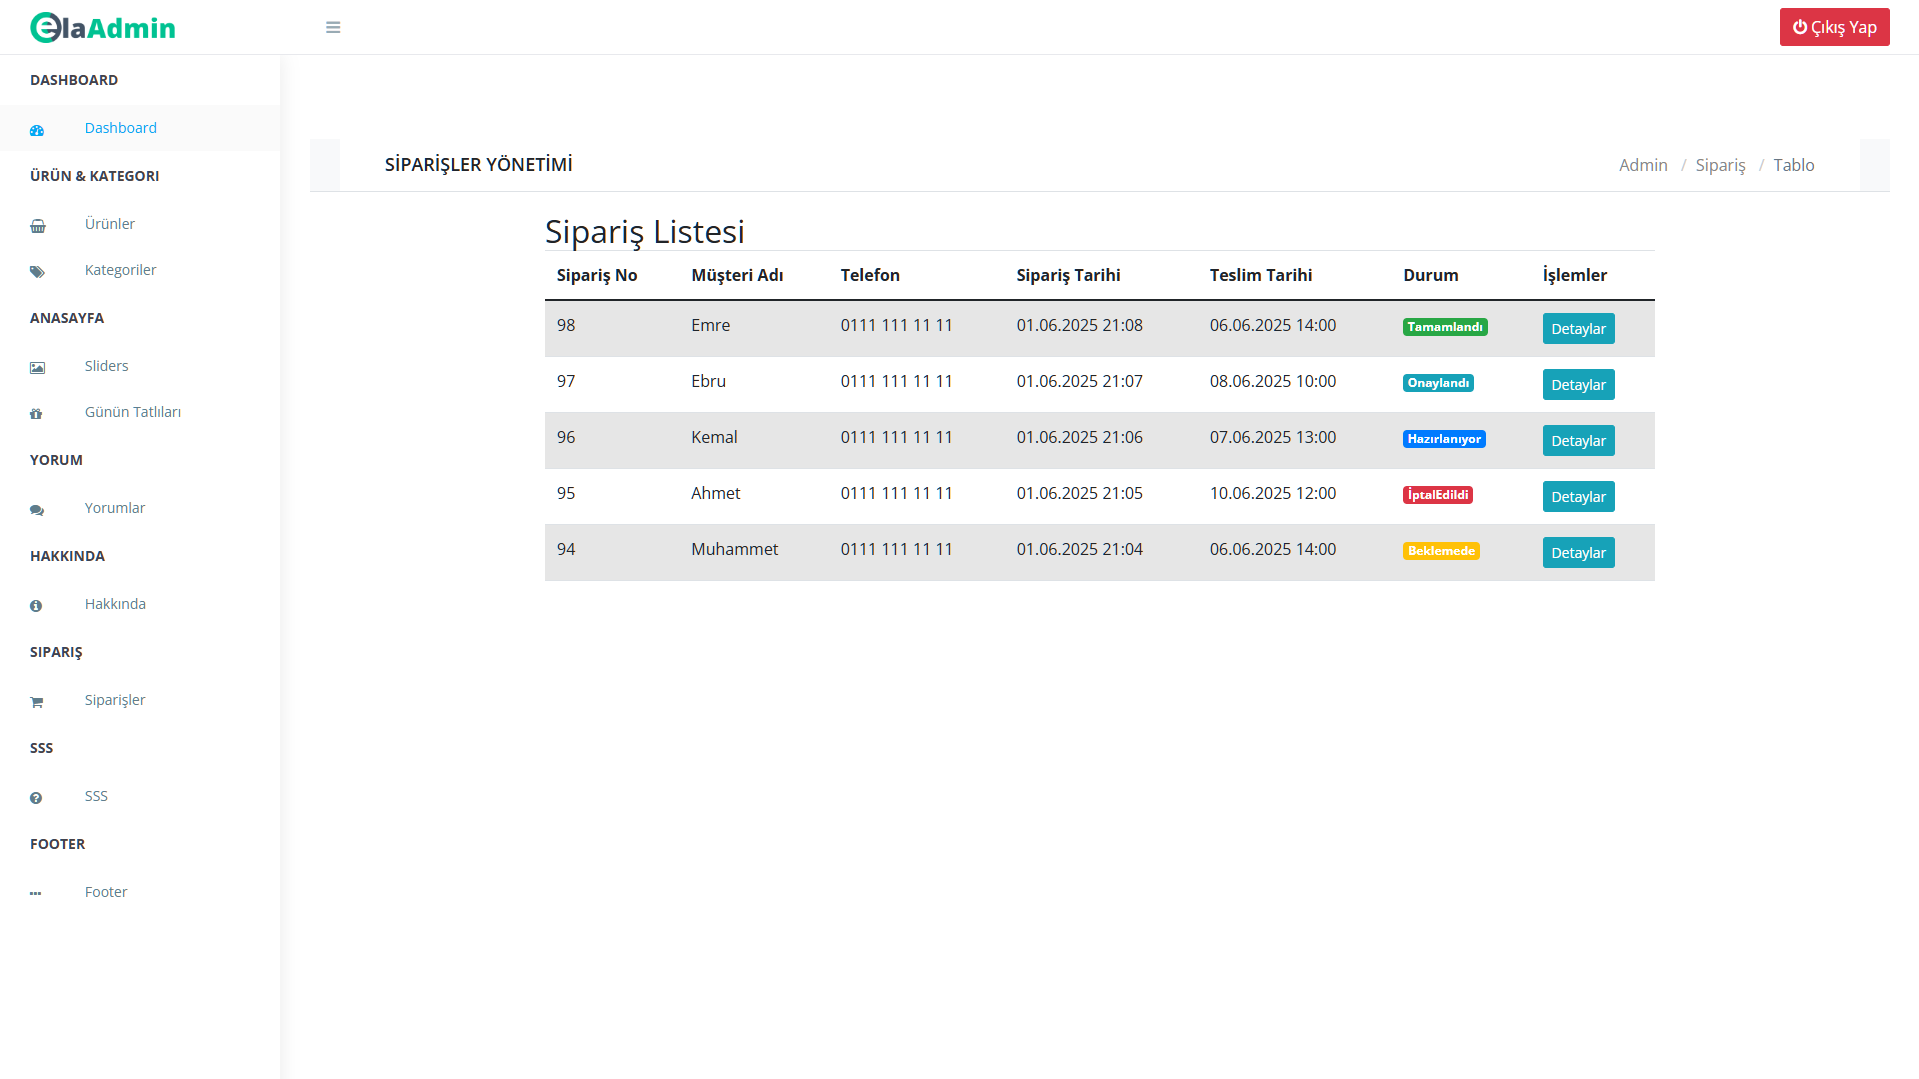 elaAdmin
Çıkış Yap
DASHBOARD
Dashboard
ÜRÜN & KATEGORI
Ürünler
Kategoriler
ANASAYFA
Sliders
Günün Tatlıları
YORUM
Yorumlar
HAKKINDA
Hakkında
SIPARIŞ
Siparişler
SSS
SSS
FOOTER
Footer
SİPARİŞLER YÖNETİMİ
Admin / Sipariş / Tablo
Sipariş Listesi
Sipariş No Müşteri Adı Telefon Sipariş Tarihi Teslim Tarihi Durum İşlemler
98 Emre 0111 111 11 11 01.06.2025 21:08 06.06.2025 14:00 Tamamlandı Detaylar
97 Ebru 0111 111 11 11 01.06.2025 21:07 08.06.2025 10:00 Onaylandı Detaylar
96 Kemal 0111 111 11 11 01.06.2025 21:06 07.06.2025 13:00 Hazırlanıyor Detaylar
95 Ahmet 0111 111 11 11 01.06.2025 21:05 10.06.2025 12:00 İptalEdildi Detaylar
94 Muhammet 0111 111 11 11 01.06.2025 21:04 06.06.2025 14:00 Beklemede Detaylar